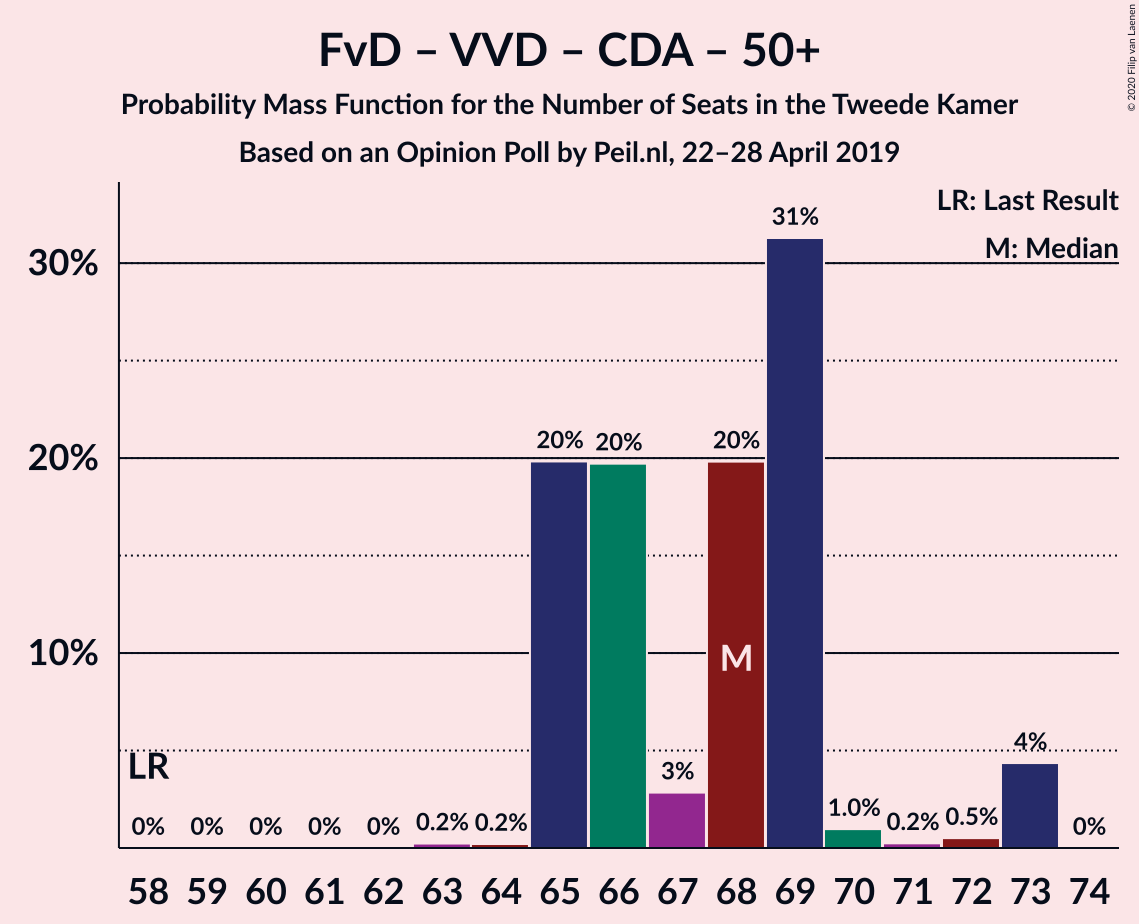 FvD – VVD – CDA – 50+
Probability Mass Function for the Number of Seats in the Tweede Kamer
Based on an Opinion Poll by Peil.nl, 22–28 April 2019
© 2020 Filip van Laenen
LR: Last Result
M: Median
30%
20%
10%
LR
M
0%
0%
0%
0%
0%
0.2%
0.2%
20%
20%
3%
20%
31%
1.0%
0.2%
0.5%
4%
0%
58 59 60 61 62 63 64 65 66 67 68 69 70 71 72 73 74